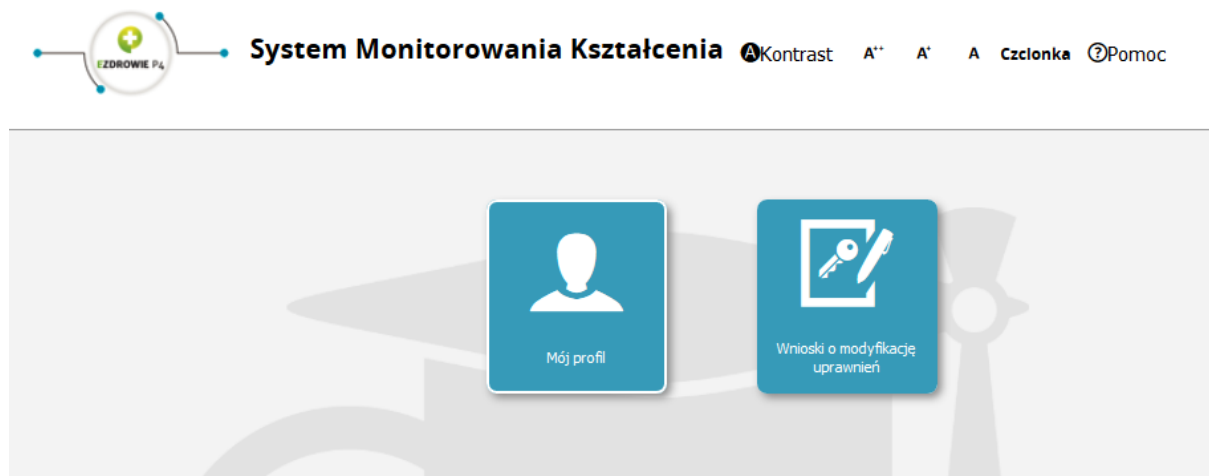 EZDROWIE P4
System Monitorowania Kształcenia
A Kontrast A++ A+ A Czcionka ?Pomoc
Mój profil
Wnioski o modyfikację
uprawnień